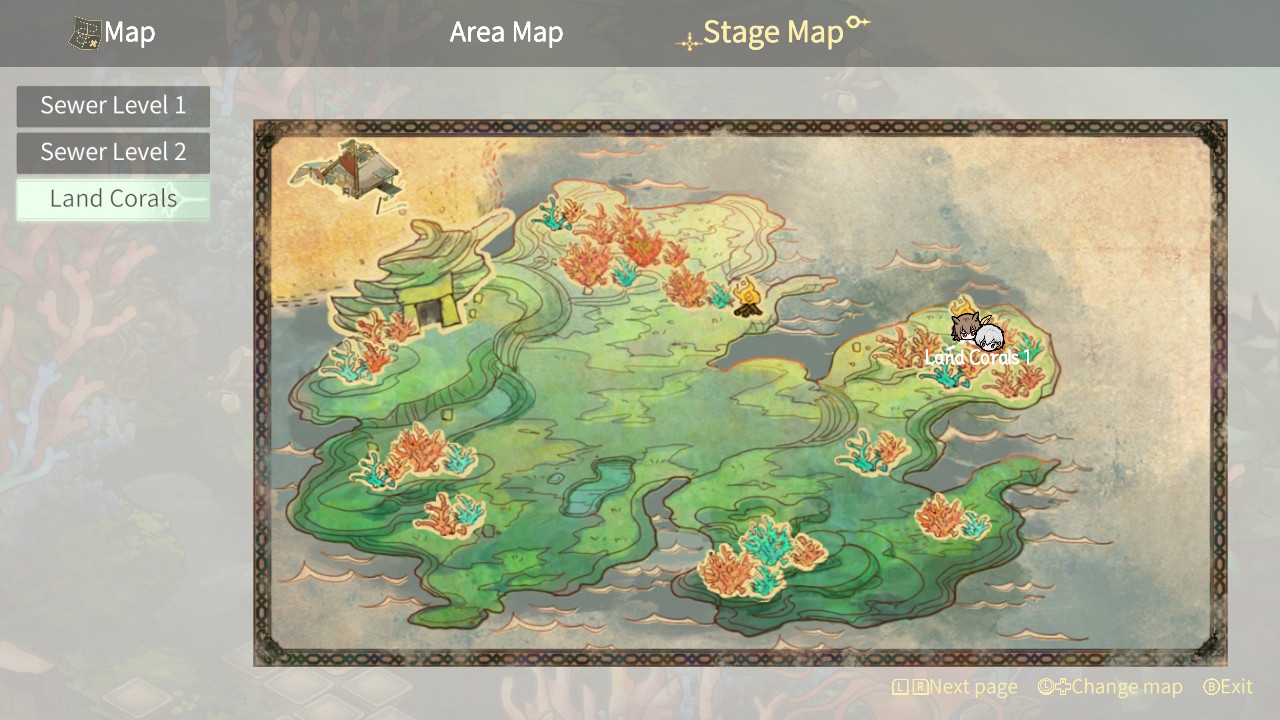 Map
Area Map
Stage Map
Sewer Level 1
Sewer Level 2
Land Corals
Land Corals 1
L R Next page
L Change map
B Exit